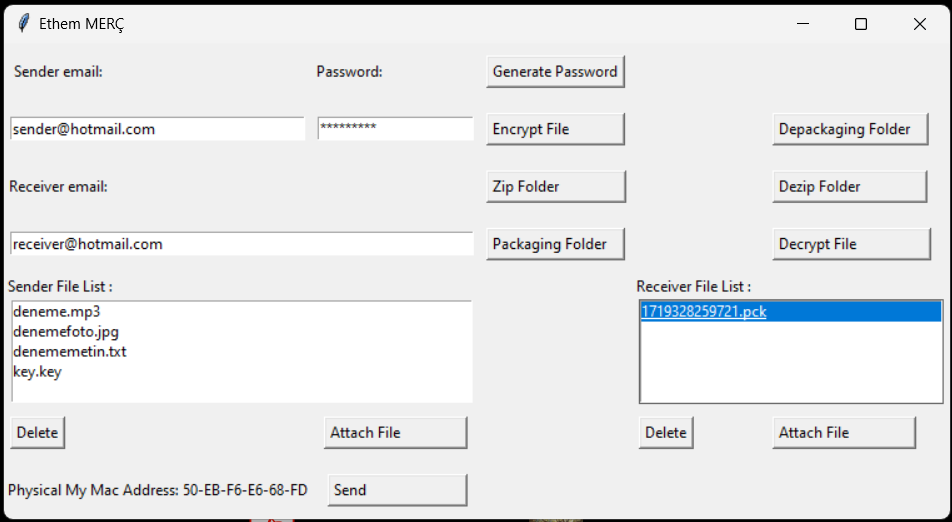 Ethem MERÇ
Sender email:
Password:
Generate Password
sender@hotmail.com
*********
Encrypt File
Depackaging Folder
Receiver email:
Zip Folder
Dezip Folder
receiver@hotmail.com
Packaging Folder
Decrypt File
Sender File List :
Receiver File List :
deneme.mp3
denemefoto.jpg
denememetin.txt
key.key
1719328259721.pck
Delete
Attach File
Delete
Attach File
Physical My Mac Address: 50-EB-F6-E6-68-FD
Send